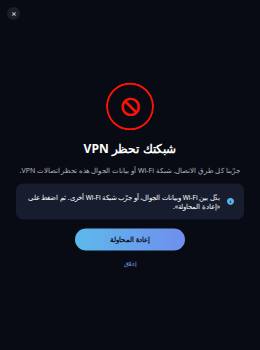 شبكتك تحظر VPN
جرّبنا كل طرق الاتصال. شبكة Wi-Fi أو بيانات الجوال هذه تحظر اتصالات VPN.
بدّل بين Wi-Fi وبيانات الجوال، أو جرّب شبكة Wi-Fi أخرى. ثم اضغط على
«إعادة المحاولة».
إعادة المحاولة
إغلاق